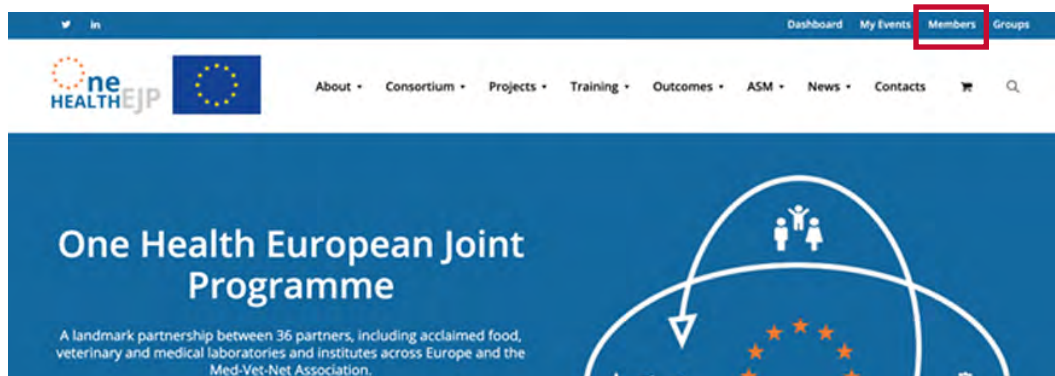 in
Dashboard My Events Members Groups
One
HEALTHEJP
About Consortium Projects Training Outcomes ASM News Contacts
One Health European Joint
Programme
A landmark partnership between 36 partners, including acclaimed food,
veterinary and medical laboratories and institutes across Europe and the
Med-Vet-Net Association.